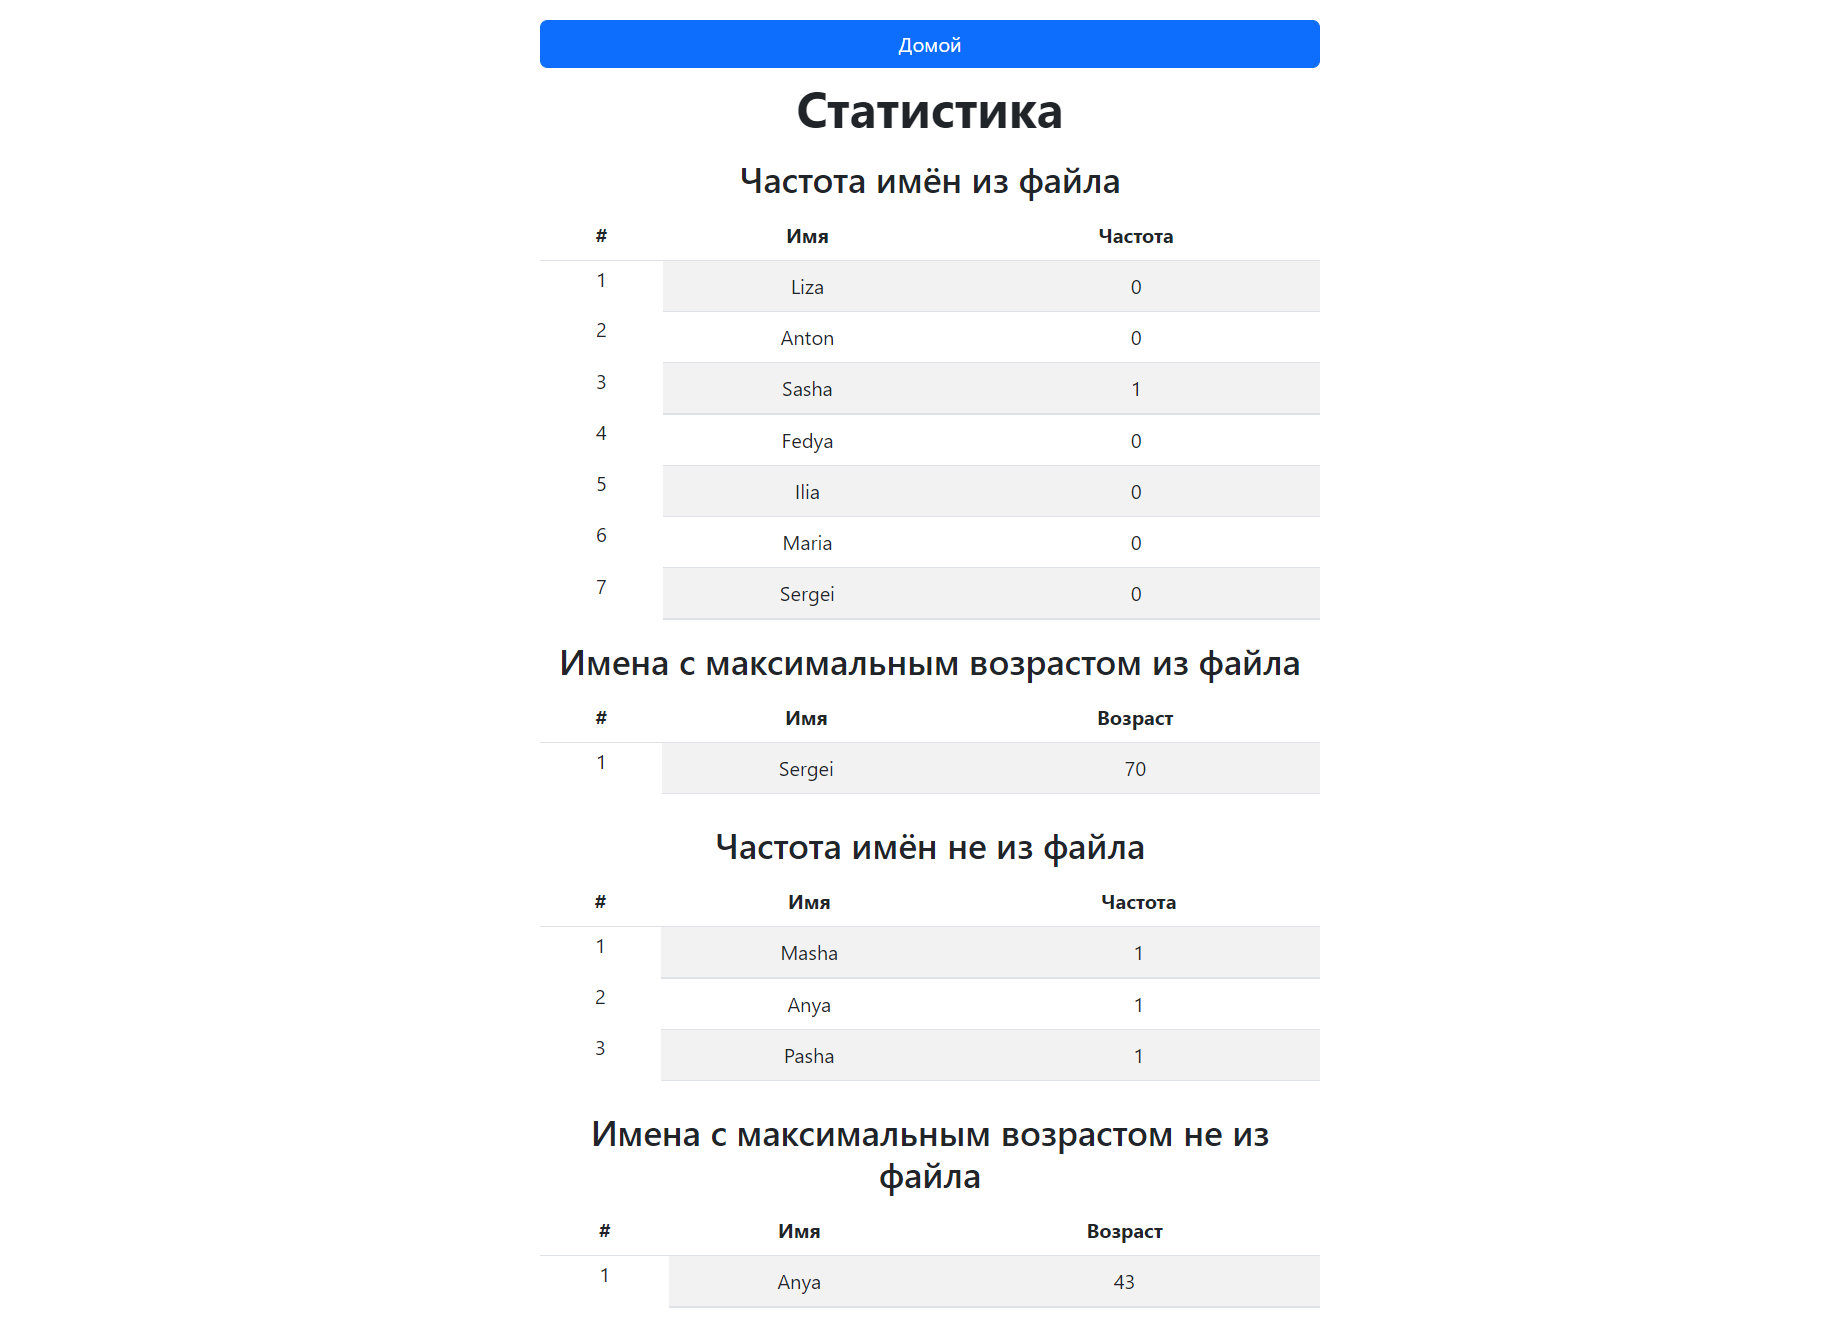 Домой
Статистика
Частота имён из файла
# Имя Частота
1 Liza 0
2 Anton 0
3 Sasha 1
4 Fedya 0
5 Ilia 0
6 Maria 0
7 Sergei 0
Имена с максимальным возрастом из файла
# Имя Возраст
1 Sergei 70
Частота имён не из файла
# Имя Частота
1 Masha 1
2 Anya 1
3 Pasha 1
Имена с максимальным возрастом не из
файла
# Имя Возраст
1 Anya 43